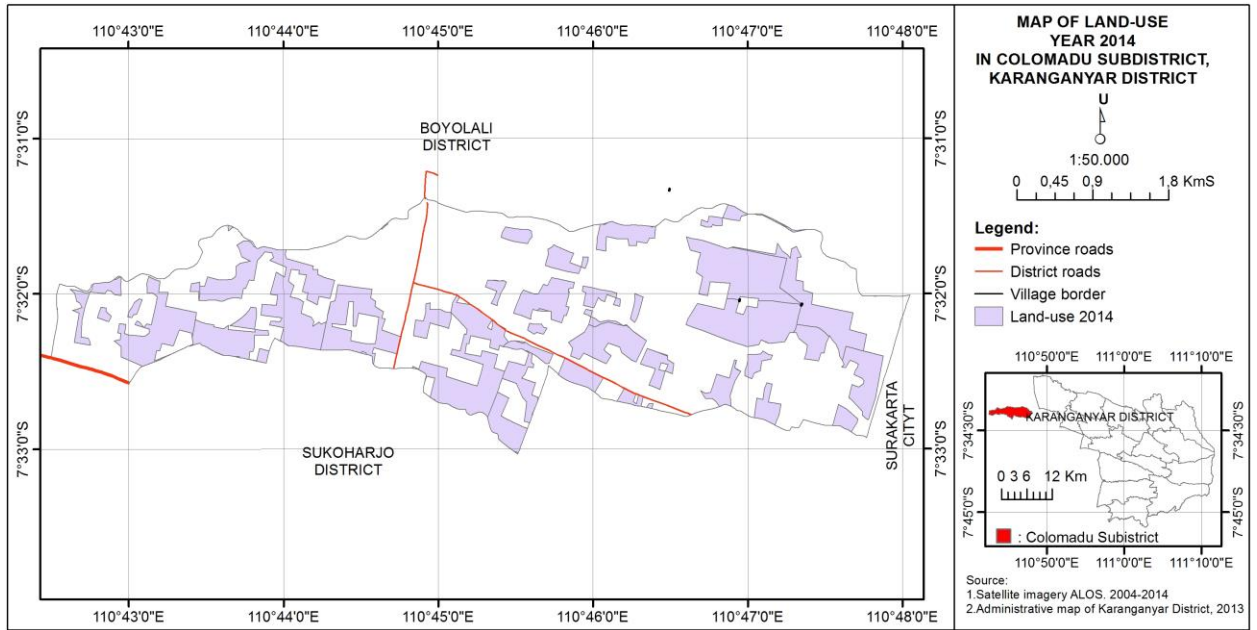 110°43'0"E 110°44'0"E 110°45'0"E 110°46'0"E 110°47'0"E 110°48'0"E
7°31'0"S
7°32'0"S
7°33'0"S
BOYOLALI
DISTRICT
SUKOHARJO
DISTRICT
SURAKARTA
CITYT
7°31'0"S
7°32'0"S
7°33'0"S
110°43'0"E 110°44'0"E 110°45'0"E 110°46'0"E 110°47'0"E 110°48'0"E
MAP OF LAND-USE
YEAR 2014
IN COLOMADU SUBDISTRICT,
KARANGANYAR DISTRICT
U
1:50.000
0 0,45 0,9 1,8 KmS
Legend:
Province roads
District roads
Village border
Land-use 2014
110°50'0"E 111°0'0"E 111°10'0"E
7°34'30"S
7°45'0"S
KARANGANYAR DISTRICT
0 3 6 12 Km
: Colomadu Subistrict
7°34'30"S
7°45'0"S
110°50'0"E 111°0'0"E 111°10'0"E
Source:
1.Satellite imagery ALOS. 2004-2014
2.Administrative map of Karanganyar District, 2013